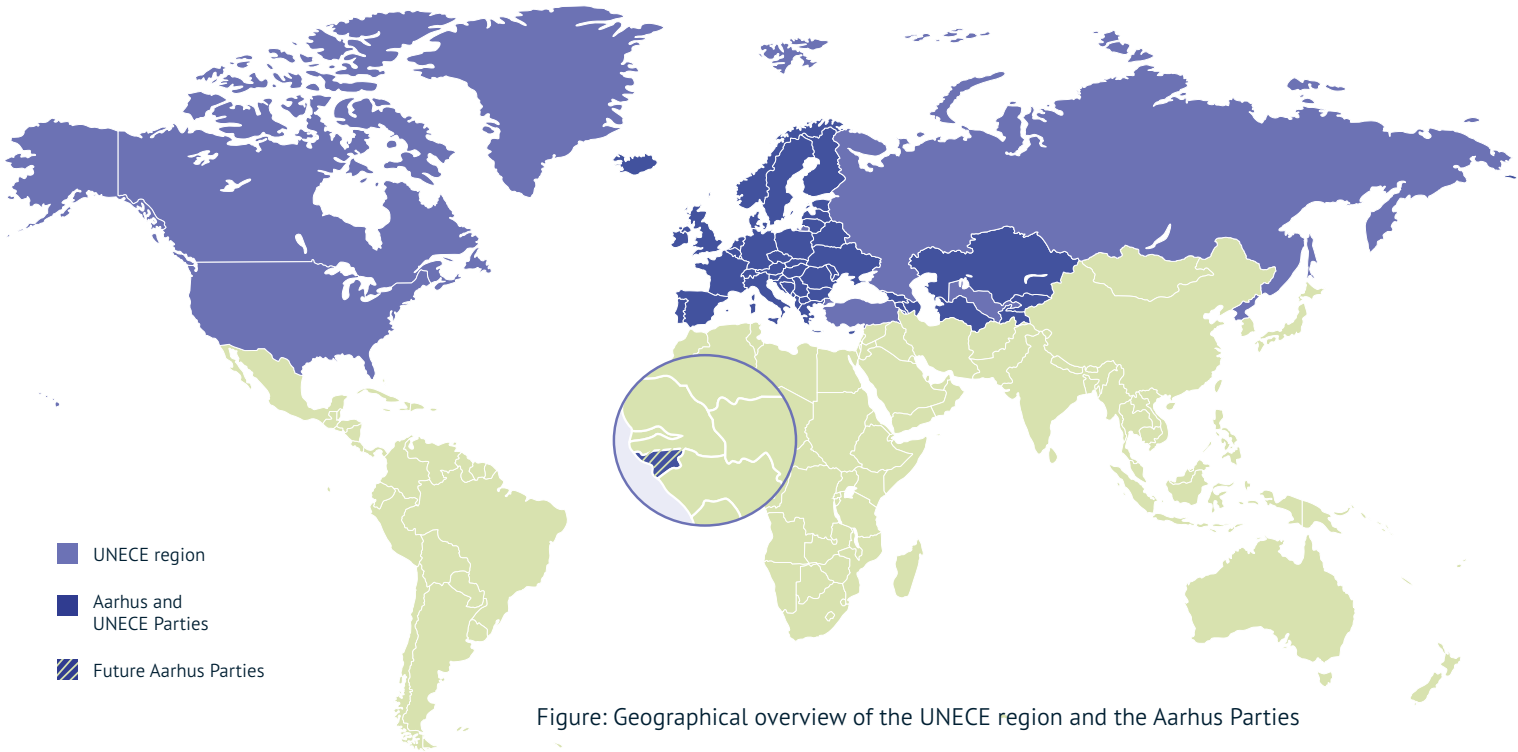 UNECE region
Aarhus and
UNECE Parties
Future Aarhus Parties
Figure: Geographical overview of the UNECE region and the Aarhus Parties